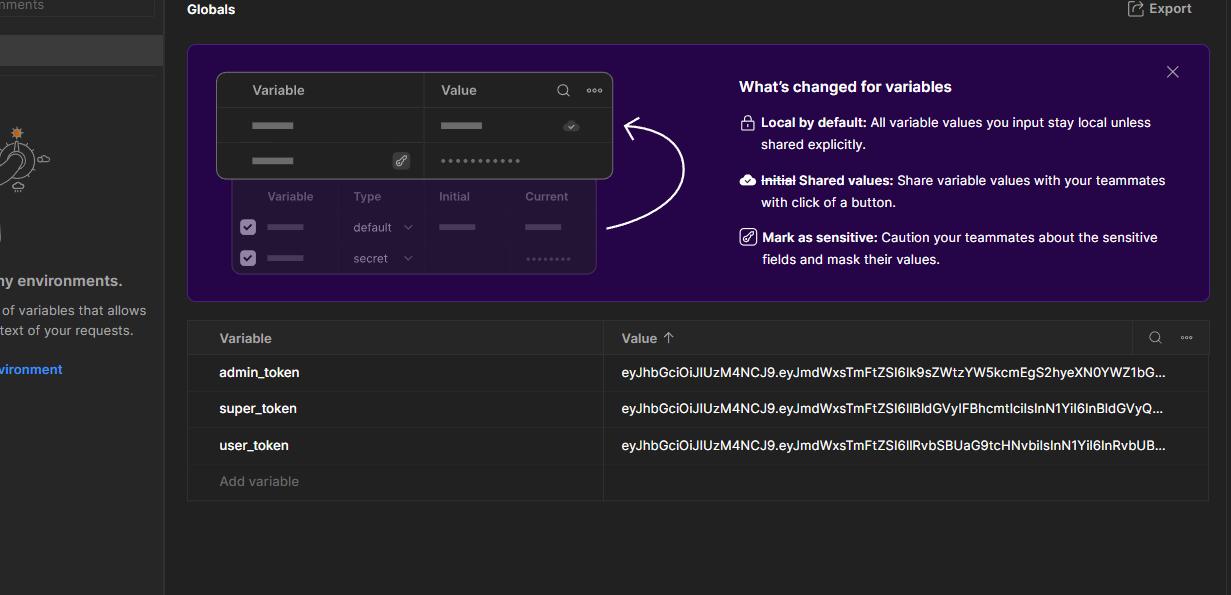 nments
Globals
Export
Variable Value
What's changed for variables
Local by default: All variable values you input stay local unless
shared explicitly.
Initial Shared values: Share variable values with your teammates
with click of a button.
Mark as sensitive: Caution your teammates about the sensitive
fields and mask their values.
Variable Type Initial Current
default
secret
ny environments.
of variables that allows
text of your requests.
vironment
Variable Value
admin_token eyJhbGciOiJIUzM4NCJ9.eyJmdWxsTmFtZSI6Ik9sZWtzYW5kcmEgS2hyeXN0YWZ1bG...
super_token eyJhbGciOiJIUzM4NCJ9.eyJmdWxsTmFtZSI6IlBldGVyIFBhcmtlciIsInN1YiI6InBldGVyQ...
user_token eyJhbGciOiJIUzM4NCJ9.eyJmdWxsTmFtZSI6IlRvbSBUaG9tcHNvbiIsInN1YiI6InRvbUB...
Add variable